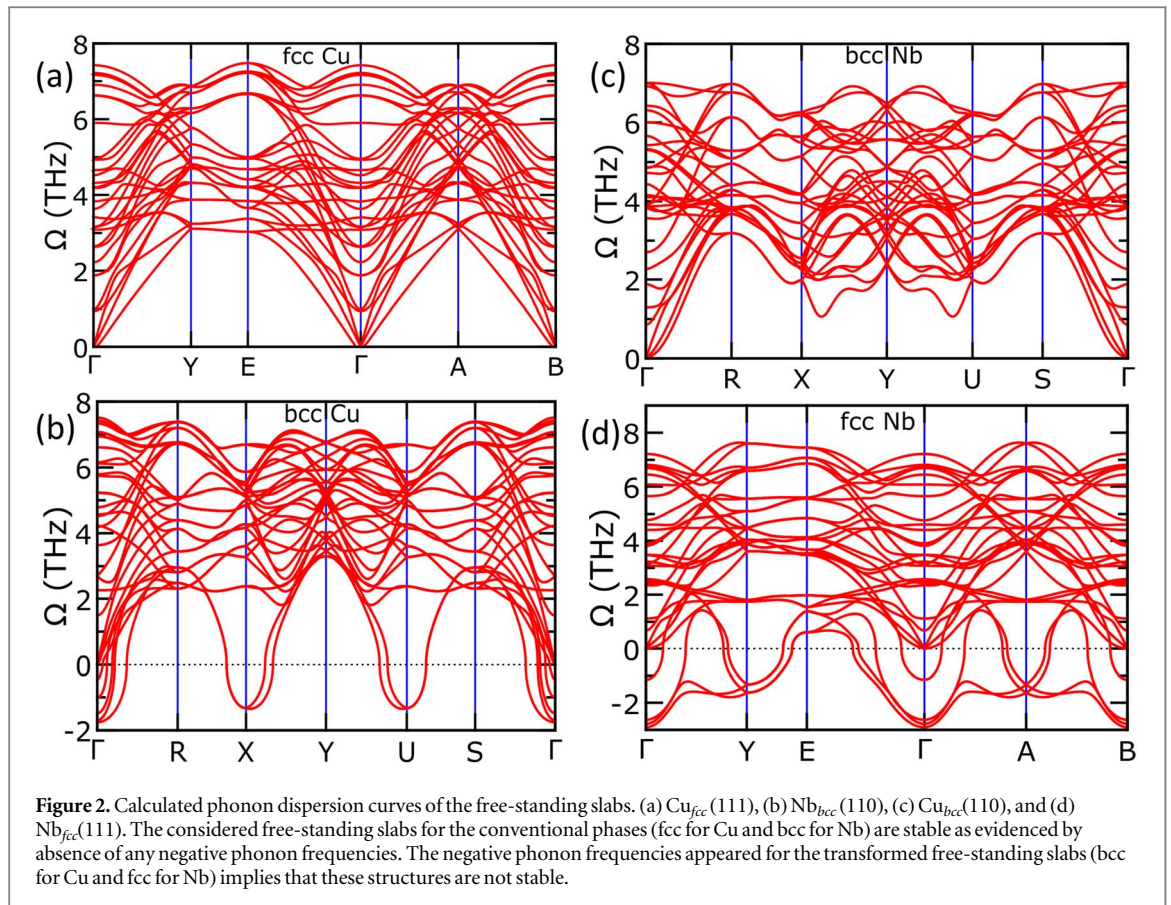 (a)
fcc Cu
8
6
4
2
0
Ω (THz)
Γ Y E Γ A B
(c)
bcc Nb
8
6
4
2
0
Ω (THz)
Γ R X Y U S Γ
(b)
bcc Cu
8
6
4
2
0
-2
Ω (THz)
Γ R X Y U S Γ
(d)
fcc Nb
8
6
4
2
0
-2
Ω (THz)
Γ Y E Γ A B
Figure 2. Calculated phonon dispersion curves of the free-standing slabs. (a) Cufcc (111), (b) Nbbcc (110), (c) Cubcc(110), and (d)
Nbfcc(111). The considered free-standing slabs for the conventional phases (fcc for Cu and bcc for Nb) are stable as evidenced by
absence of any negative phonon frequencies. The negative phonon frequencies appeared for the transformed free-standing slabs (bcc
for Cu and fcc for Nb) implies that these structures are not stable.